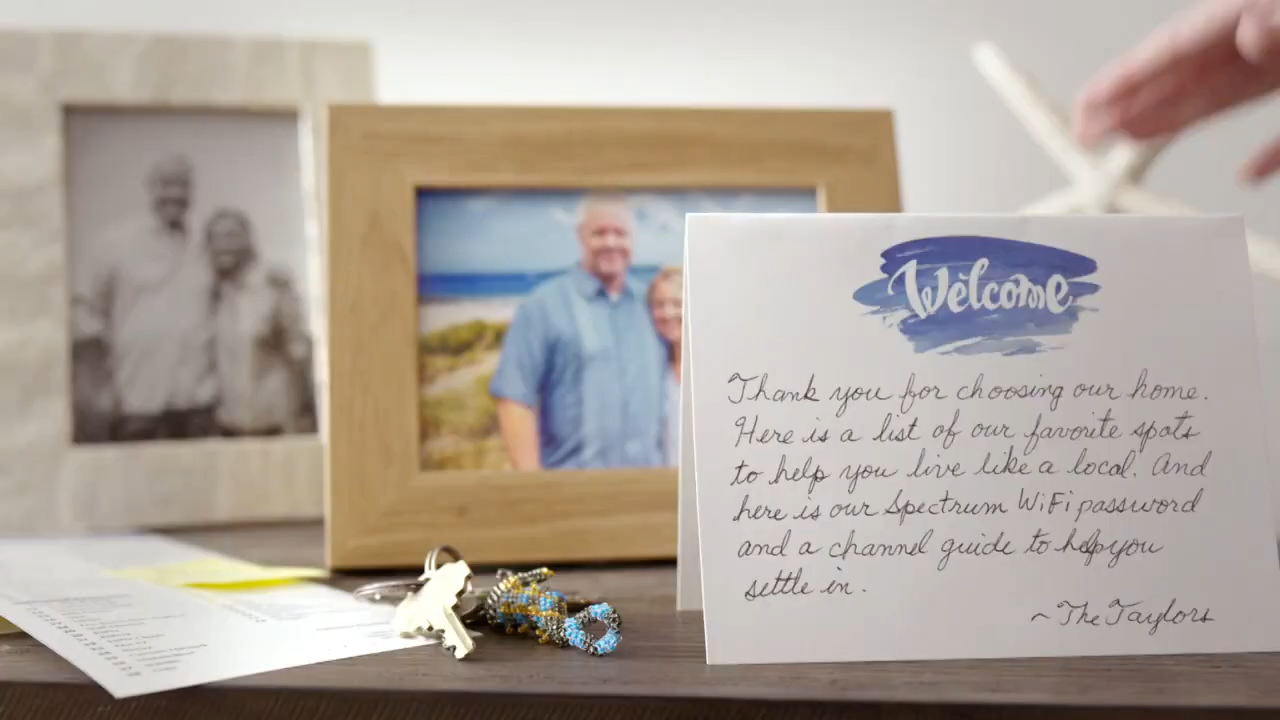 Welcome
Thank you for choosing our home.
Here is a list of our favorite spots
to help you live like a local. And
here is our Spectrum WiFi password
and a channel guide to help you
settle in.
~ The Taylors